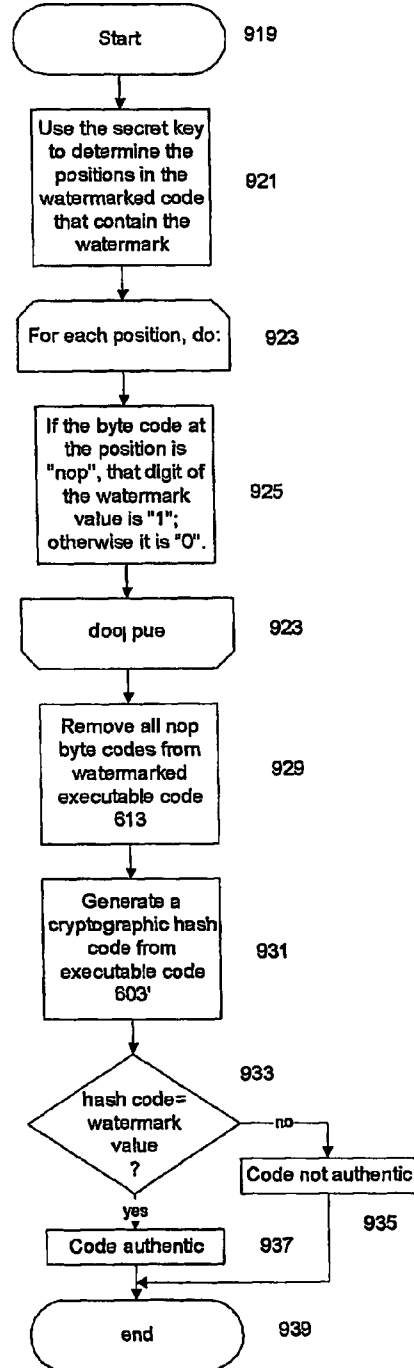 Start
919
Use the secret key
to determine the
positions in the
watermarked code
that contain the
watermark
921
For each position, do:
923
If the byte code at
the position is
"nop", that digit of
the watermark
value is "1";
otherwise it is "0".
925
end loop
923
Remove all nop
byte codes from
watermarked
executable code
613
929
Generate a
cryptographic hash
code from
executable code
603'
931
933
hash code=
watermark
value
?
no
Code not authentic
935
yes
Code authentic
937
end
939